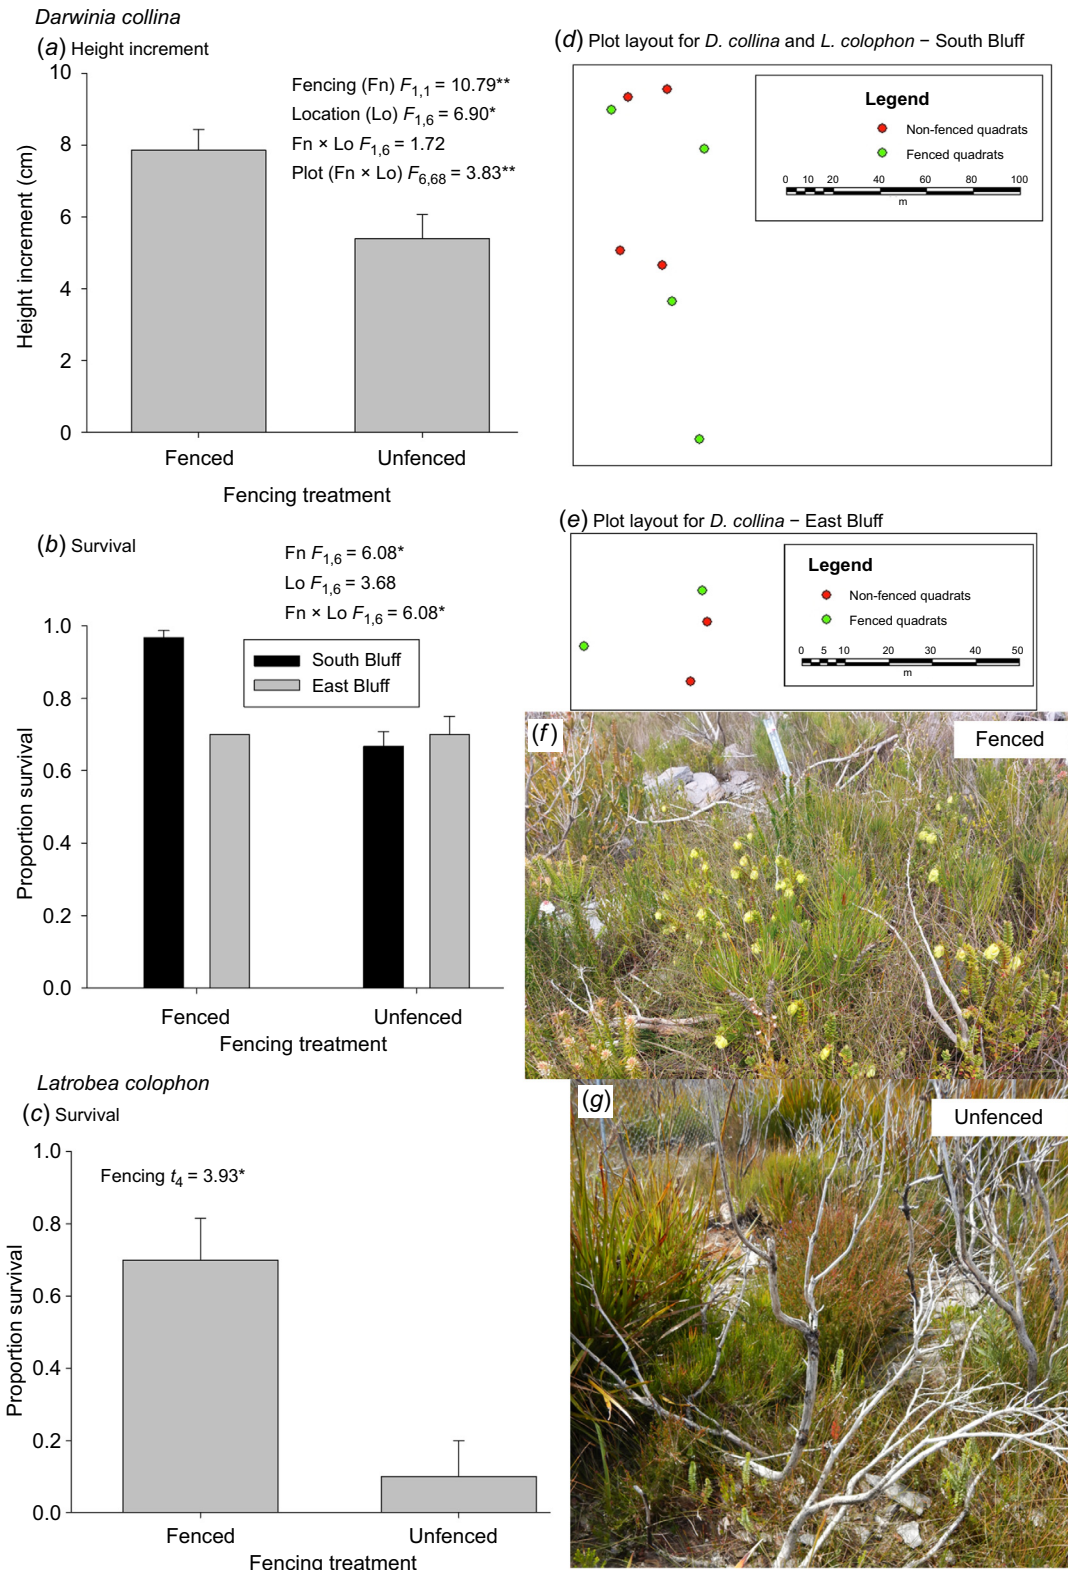 Darwinia collina
(a) Height increment
10
8
6
4
2
0
Height increment (cm)
Fencing (Fn) F1,1 = 10.79**
Location (Lo) F1,6 = 6.90*
Fn × Lo F1,6 = 1.72
Plot (Fn × Lo) F6,68 = 3.83**
Fenced
Unfenced
Fencing treatment
(b) Survival
Fn F1,6 = 6.08*
Lo F1,6 = 3.68
Fn × Lo F1,6 = 6.08*
South Bluff
East Bluff
1.0
0.8
0.6
0.4
0.2
0.0
Proportion survival
Fenced
Unfenced
Fencing treatment
Latrobea colophon
(c) Survival
Fencing t4 = 3.93*
1.0
0.8
0.6
0.4
0.2
0.0
Proportion survival
Fenced
Unfenced
Fencing treatment
(d) Plot layout for D. collina and L. colophon – South Bluff
Legend
Non-fenced quadrats
Fenced quadrats
0 10 20 40 60 80 100
m
(e) Plot layout for D. collina – East Bluff
Legend
Non-fenced quadrats
Fenced quadrats
0 5 10 20 30 40 50
m
(f)
Fenced
(g)
Unfenced